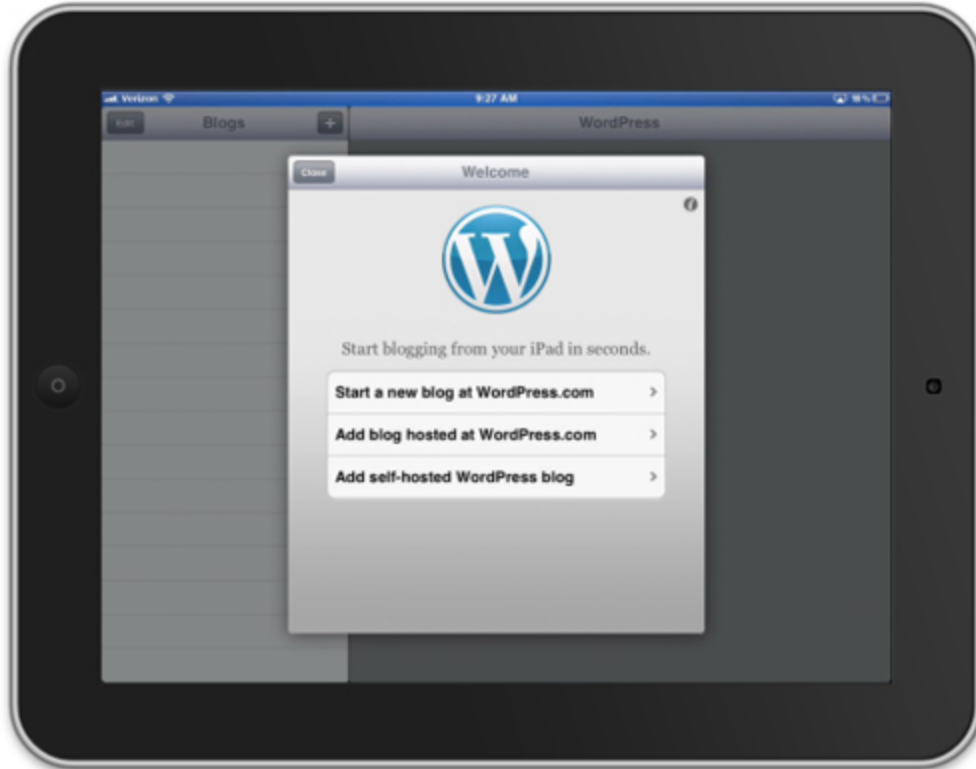 Verizon 9:27 AM
Edit Blogs + WordPress
Close Welcome
Start blogging from your iPad in seconds.
Start a new blog at WordPress.com
Add blog hosted at WordPress.com
Add self-hosted WordPress blog